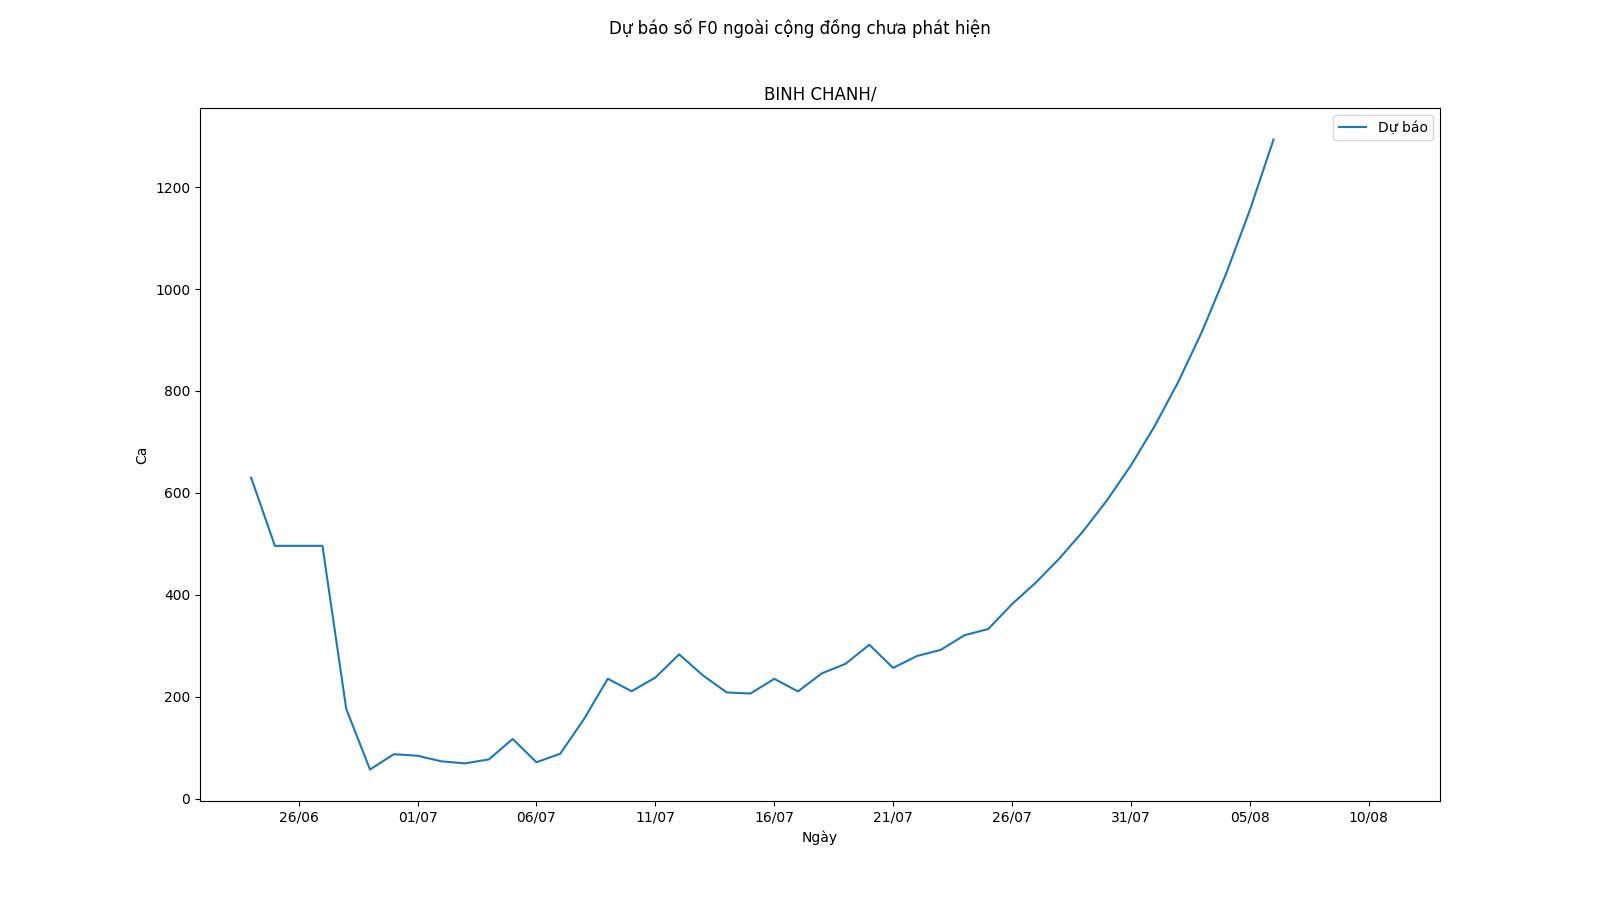 Dự báo số F0 ngoài cộng đồng chưa phát hiện
BINH CHANH/
Dự báo
1200
1000
800
600
400
200
0
Ca
26/06 01/07 06/07 11/07 16/07 21/07 26/07 31/07 05/08 10/08
Ngày